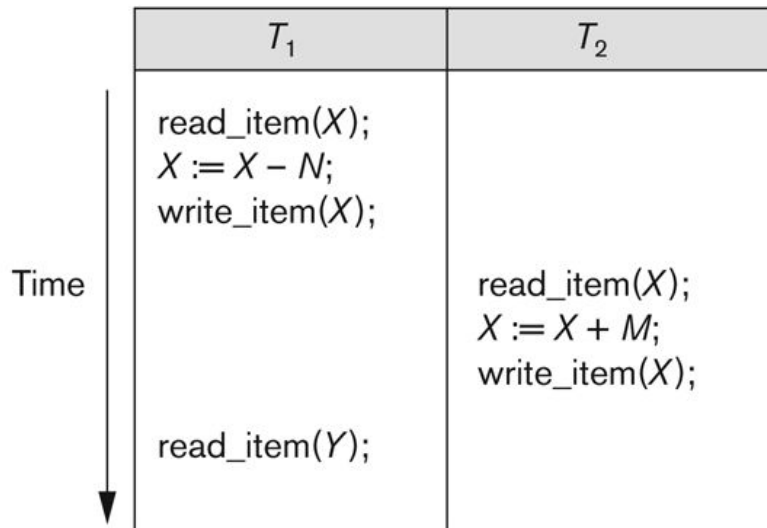 T₁ T₂
read_item(X);
X := X – N;
write_item(X);
Time
read_item(X);
X := X + M;
write_item(X);
read_item(Y);